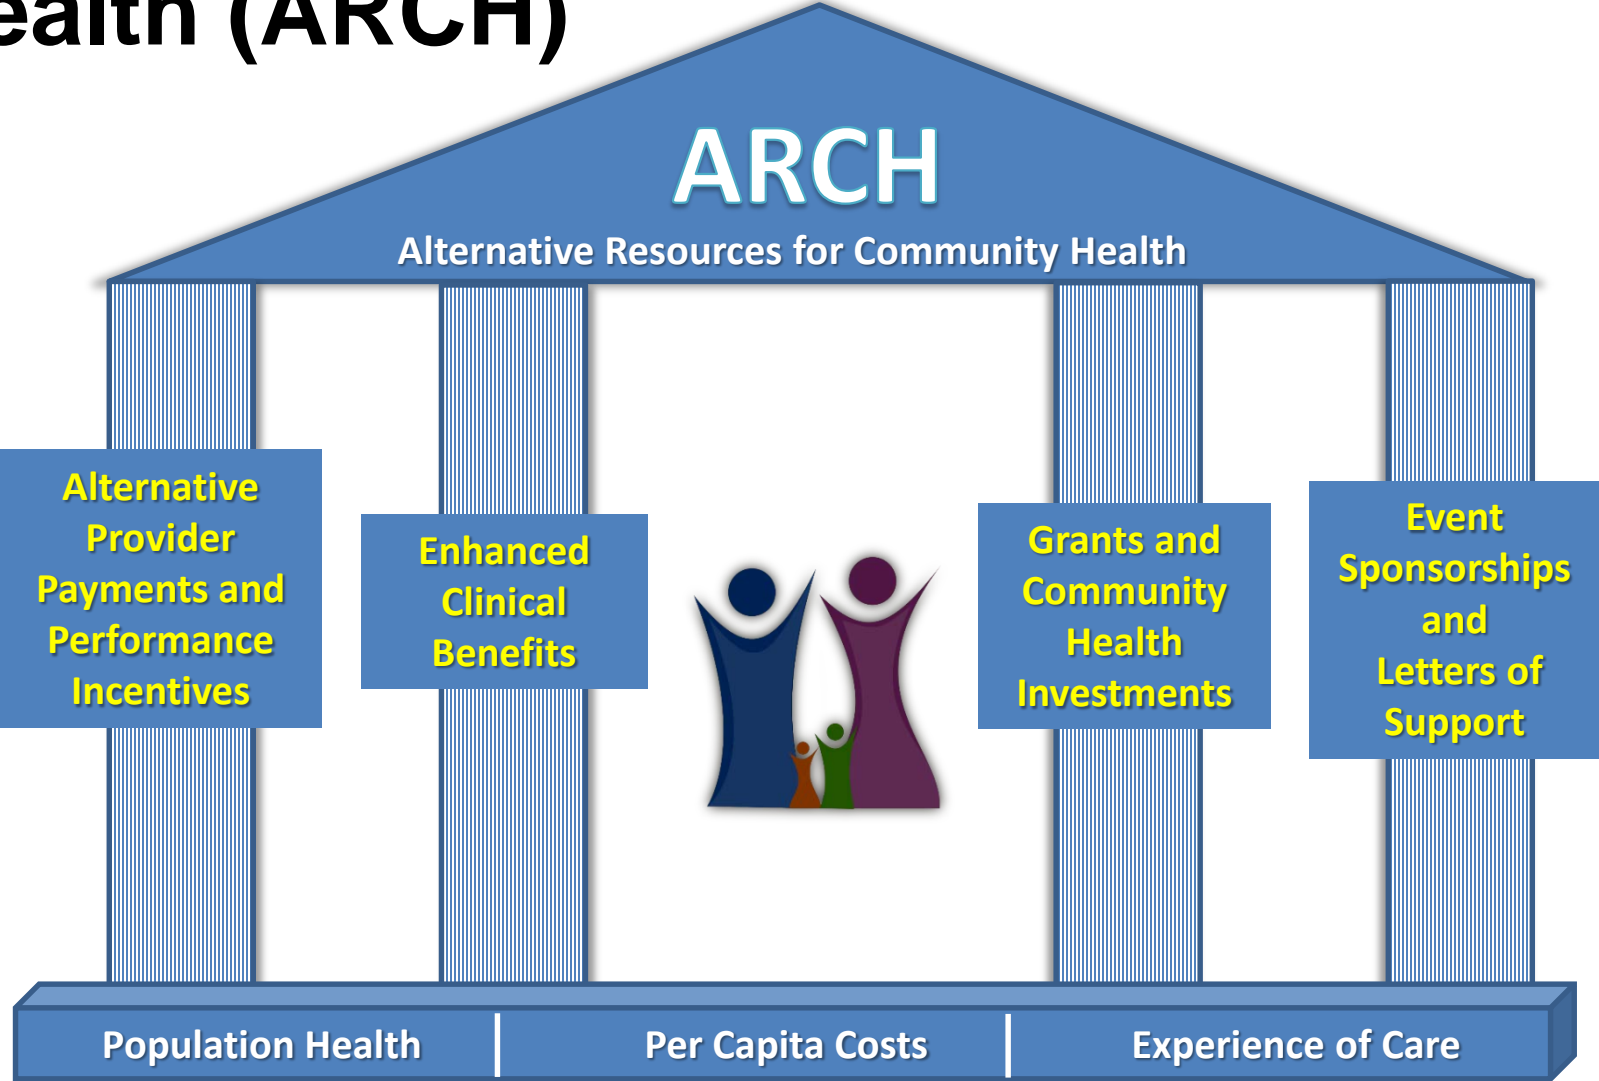 ealth (ARCH)
ARCH
Alternative Resources for Community Health
Alternative
Provider
Payments and
Performance
Incentives
Enhanced
Clinical
Benefits
Grants and
Community
Health
Investments
Event
Sponsorships
and
Letters of
Support
Population Health
Per Capita Costs
Experience of Care